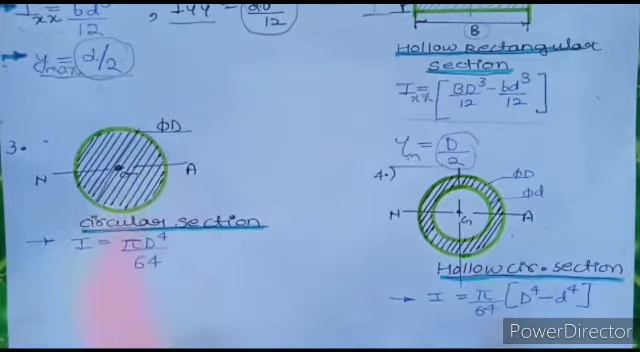 Ixx = bd³/12 , Iyy = db³/12
ymax = d/2
B
Hollow Rectangular
section
Ixx = [BD³/12 - bd³/12]
Ym = D/2
3.
ΦD
N
G
A
circular section
→ I = πD⁴/64
4.)
ΦD
Φd
N
G
A
Hollow cir. section
→ I = π/64 [D⁴-d⁴]
PowerDirector